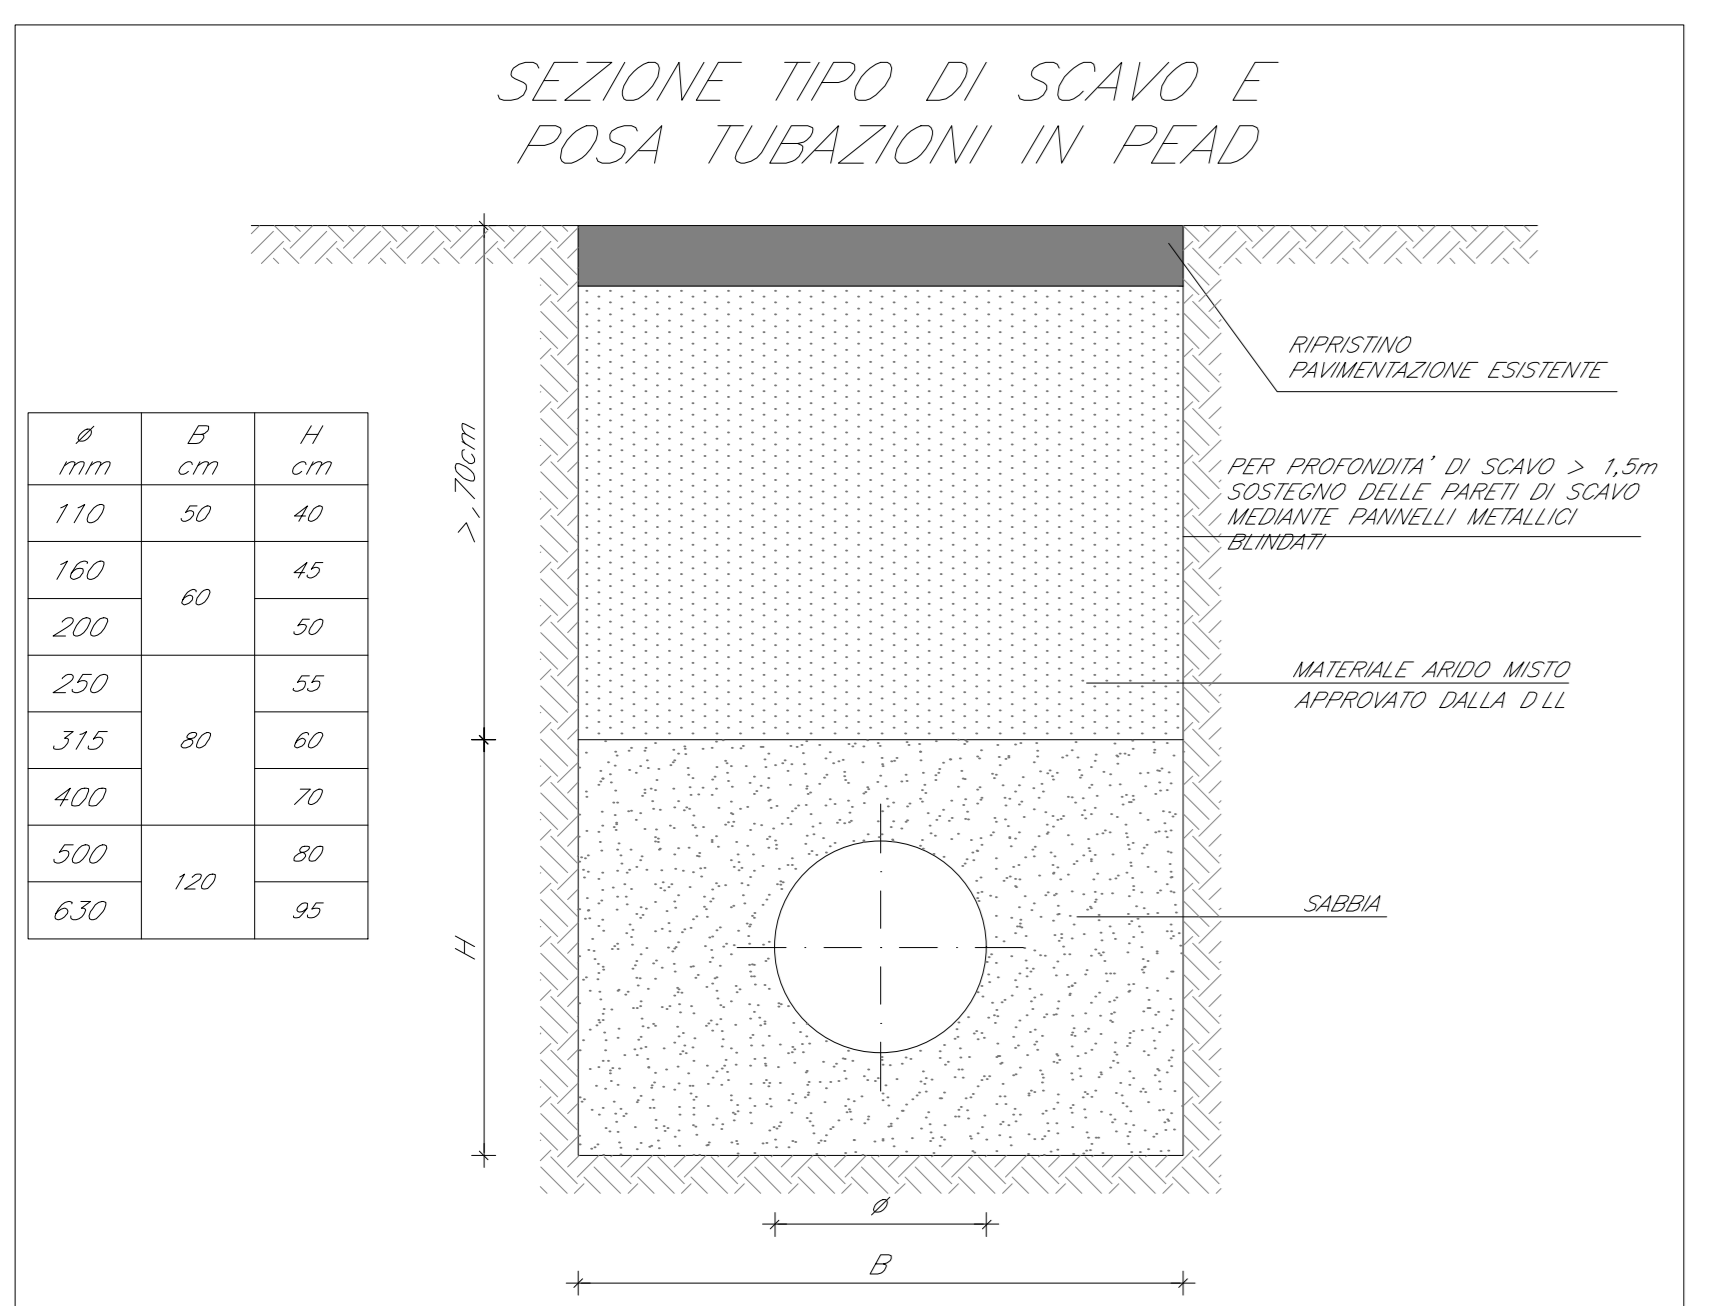 SEZIONE TIPO DI SCAVO E
POSA TUBAZIONI IN PEAD
RIPRISTINO
PAVIMENTAZIONE ESISTENTE
PER PROFONDITA' DI SCAVO > 1,5m
SOSTEGNO DELLE PARETI DI SCAVO
MEDIANTE PANNELLI METALLICI
BLINDATI
MATERIALE ARIDO MISTO
APPROVATO DALLA D LL
SABBIA
>, 70cm
H
ø
B
ø B H
mm cm cm
110 50 40
160 45
60
200 50
250 55
315 80 60
400 70
500 80
120
630 95